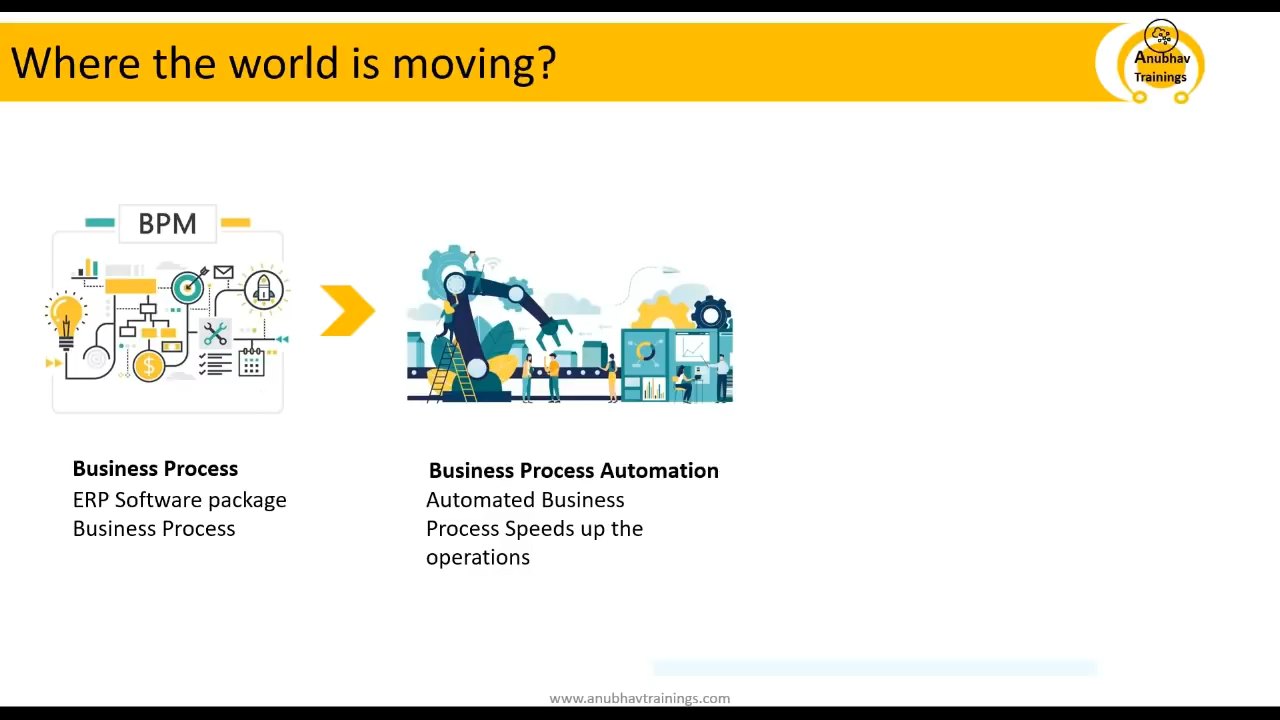 Where the world is moving?
Anubhav
Trainings
BPM
$
Business Process
ERP Software package
Business Process
Business Process Automation
Automated Business
Process Speeds up the
operations
www.anubhavtrainings.com